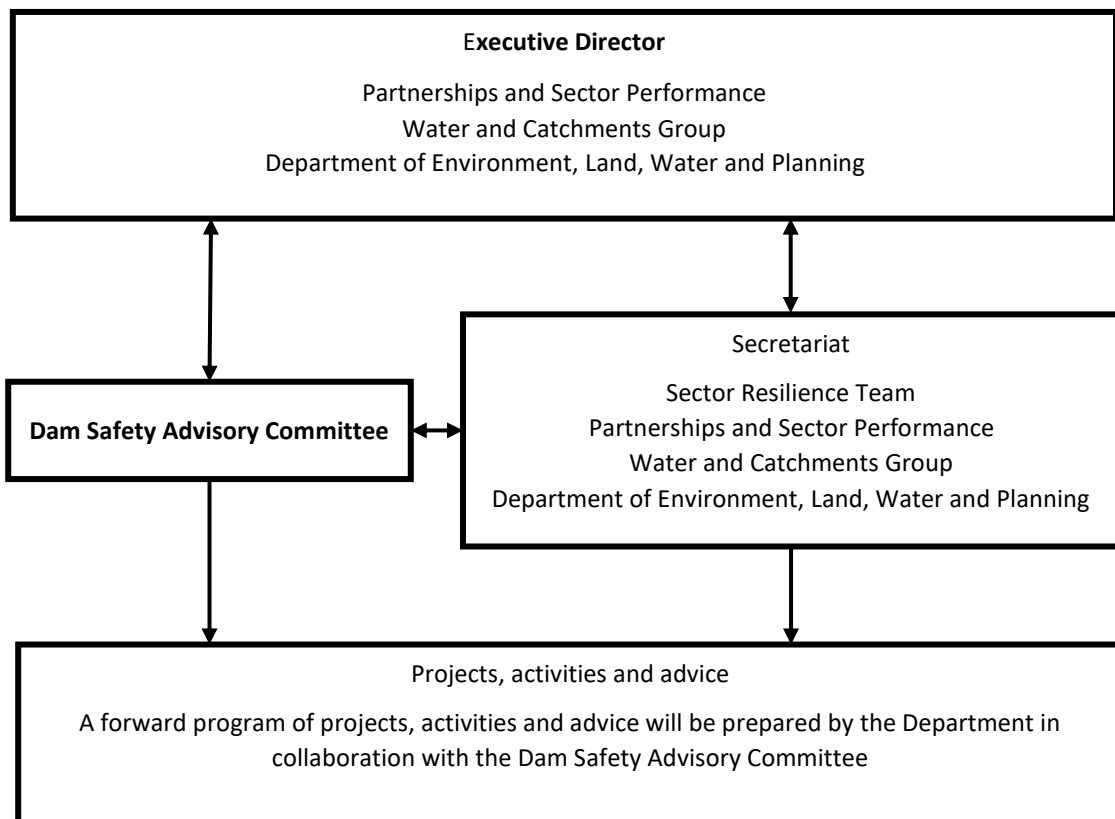 Executive Director
Partnerships and Sector Performance
Water and Catchments Group
Department of Environment, Land, Water and Planning
Secretariat
Sector Resilience Team
Partnerships and Sector Performance
Water and Catchments Group
Department of Environment, Land, Water and Planning
Dam Safety Advisory Committee
Projects, activities and advice
A forward program of projects, activities and advice will be prepared by the Department in
collaboration with the Dam Safety Advisory Committee